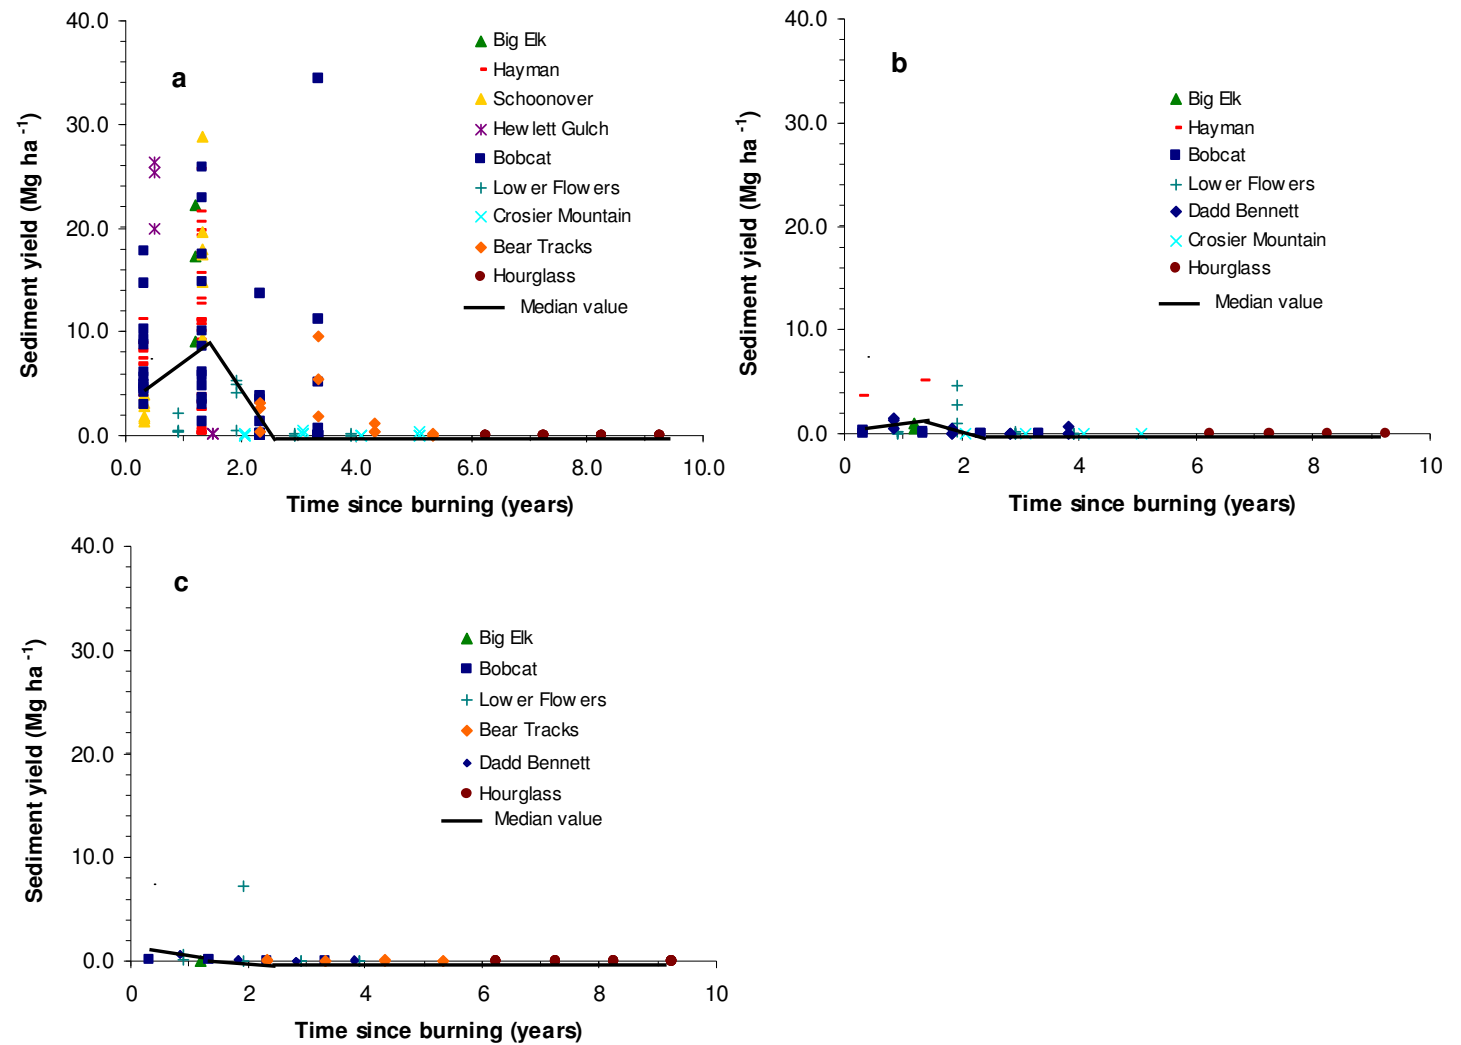 40.0
30.0
20.0
10.0
0.0
Sediment yield (Mg ha -1)
a
Big Elk
Hayman
Schoonover
Hewlett Gulch
Bobcat
Lower Flowers
Crosier Mountain
Bear Tracks
Hourglass
Median value
0.0 2.0 4.0 6.0 8.0 10.0
Time since burning (years)
40.0
30.0
20.0
10.0
0.0
Sediment yield (Mg ha -1)
b
Big Elk
Hayman
Bobcat
Lower Flowers
Dadd Bennett
Crosier Mountain
Hourglass
Median value
0 2 4 6 8 10
Time since burning (years)
40.0
30.0
20.0
10.0
0.0
Sediment yield (Mg ha -1)
c
Big Elk
Bobcat
Lower Flowers
Bear Tracks
Dadd Bennett
Hourglass
Median value
0 2 4 6 8 10
Time since burning (years)